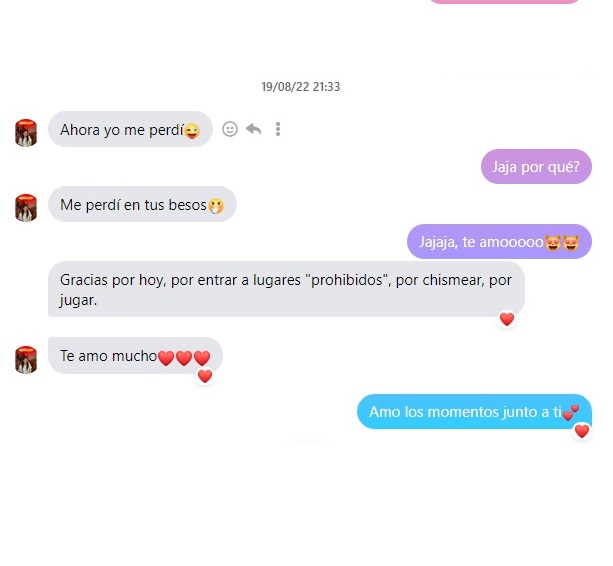 19/08/22 21:33
Ahora yo me perdí😂
Jaja por qué?
Me perdí en tus besos🫢
Jajaja, te amooooo😻😻
Gracias por hoy, por entrar a lugares "prohibidos", por chismear, por
jugar.
Te amo mucho❤️❤️❤️
Amo los momentos junto a ti💕